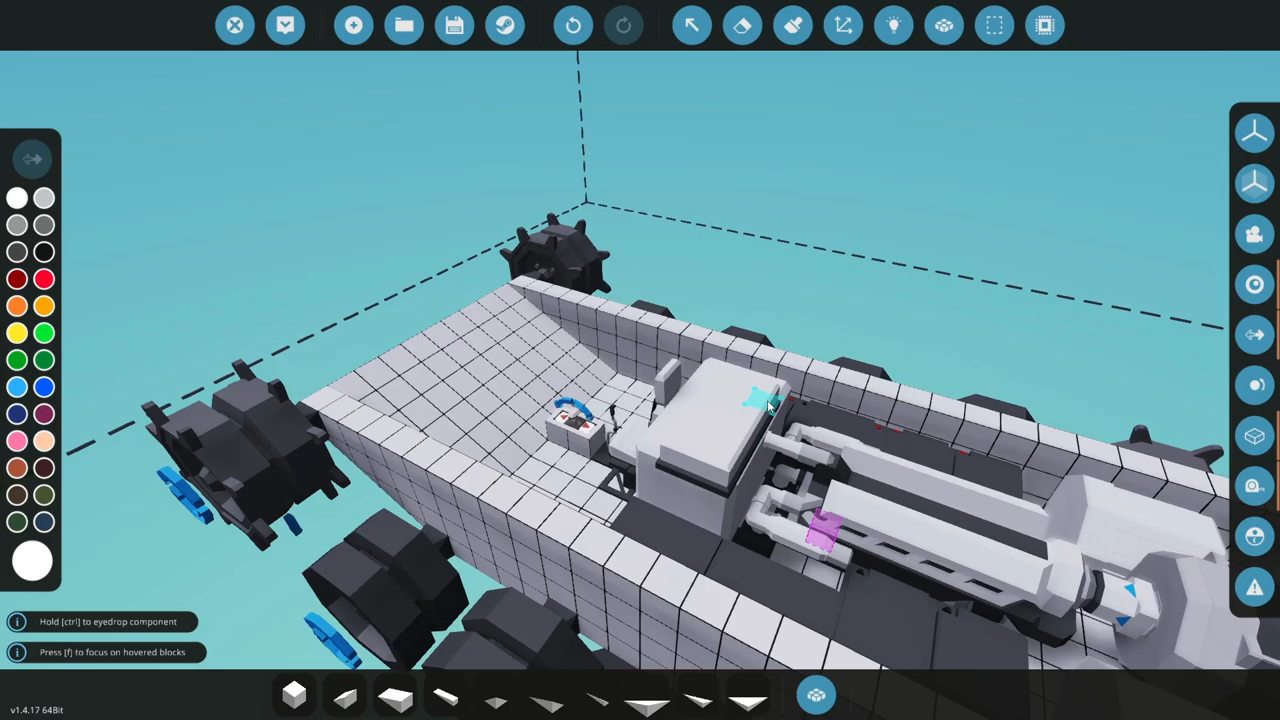 Hold [ctrl] to eyedrop component
Press [f] to focus on hovered blocks
v1.4.17 64Bit